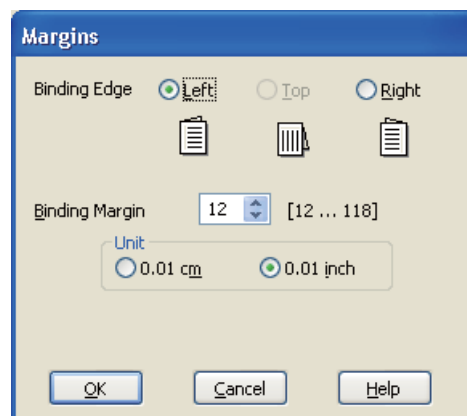 Margins
Binding Edge Left Top Right
Binding Margin 12 [12 ... 118]
Unit
0.01 cm 0.01 inch
OK Cancel Help